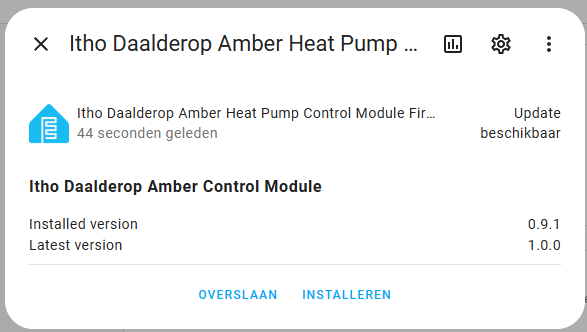 Itho Daalderop Amber Heat Pump ...
Itho Daalderop Amber Heat Pump Control Module Fir... Update
44 seconden geleden beschikbaar
Itho Daalderop Amber Control Module
Installed version 0.9.1
Latest version 1.0.0
OVERSLAAN INSTALLEREN